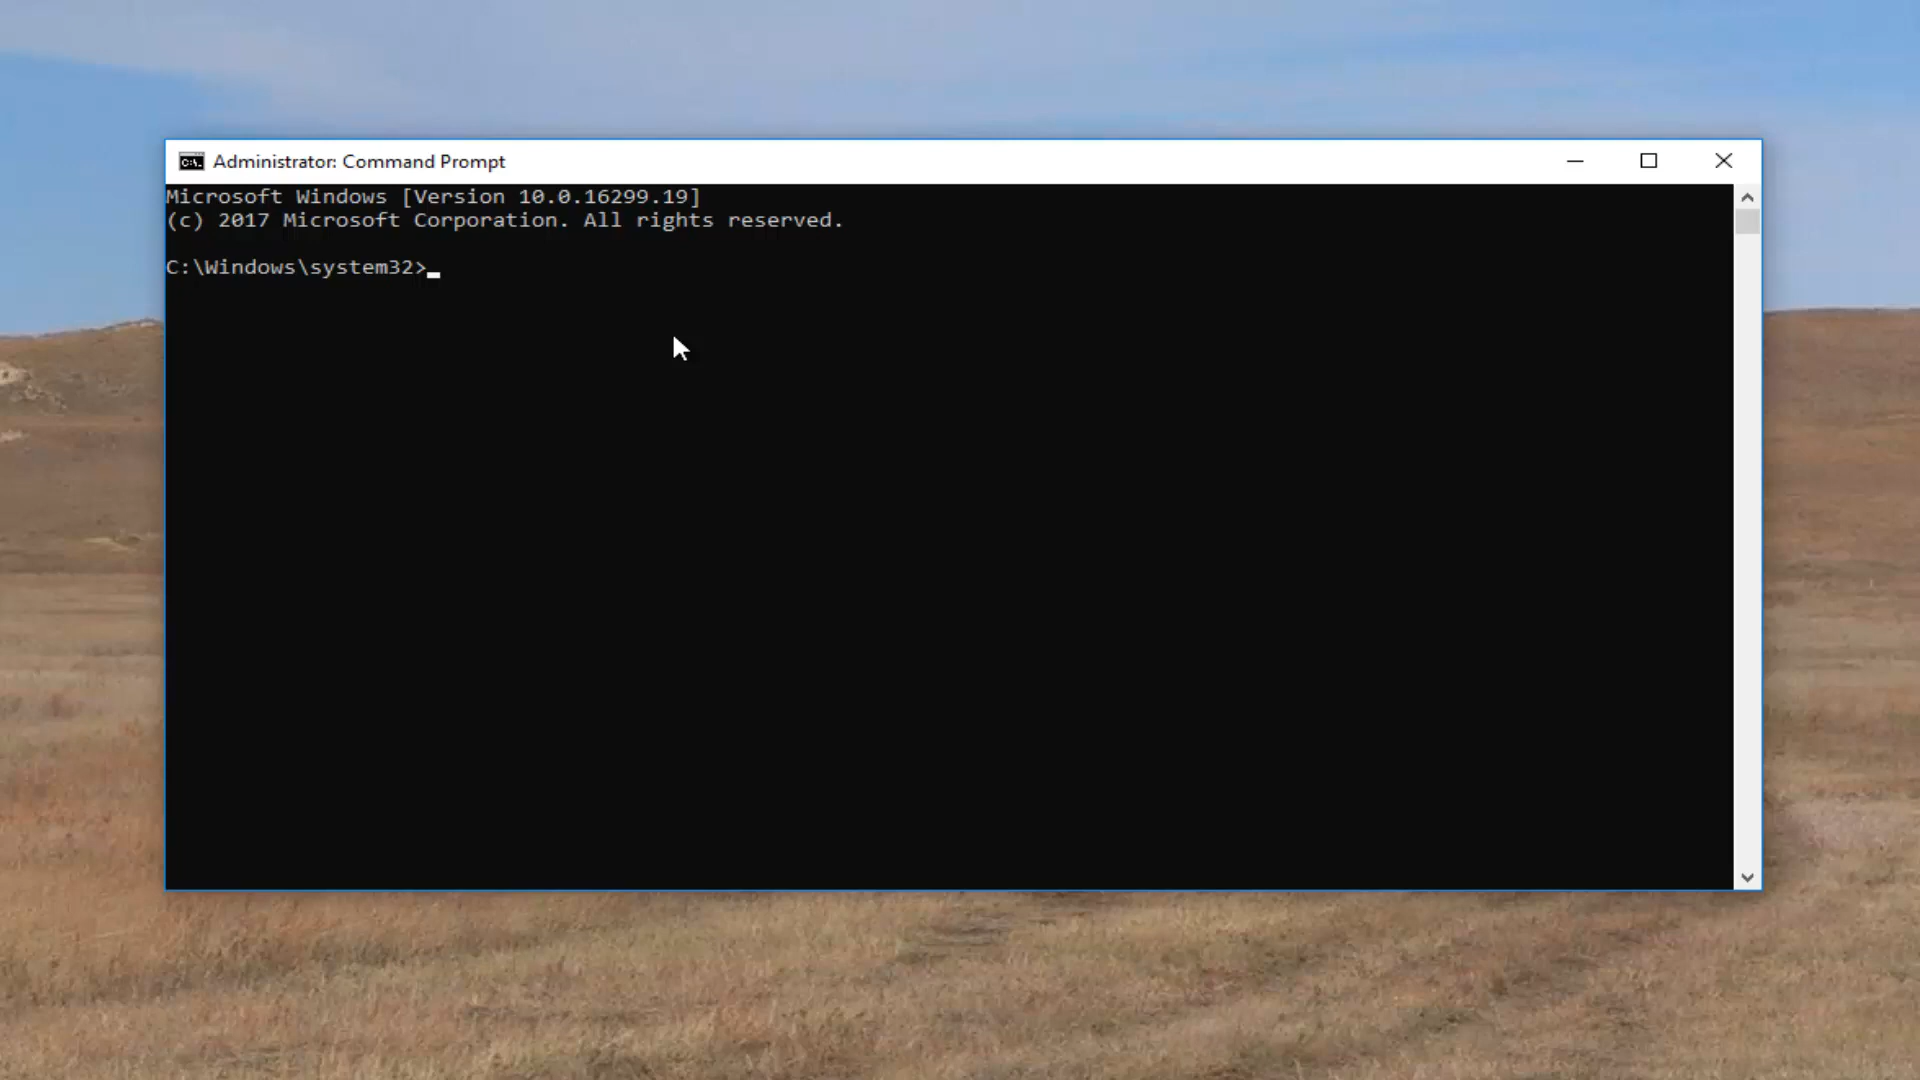 Administrator: Command Prompt
Microsoft Windows [Version 10.0.16299.19]
(c) 2017 Microsoft Corporation. All rights reserved.
C:\Windows\system32>